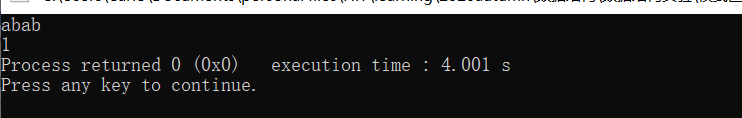 abab
1
Process returned 0 (0x0)   execution time : 4.001 s
Press any key to continue.